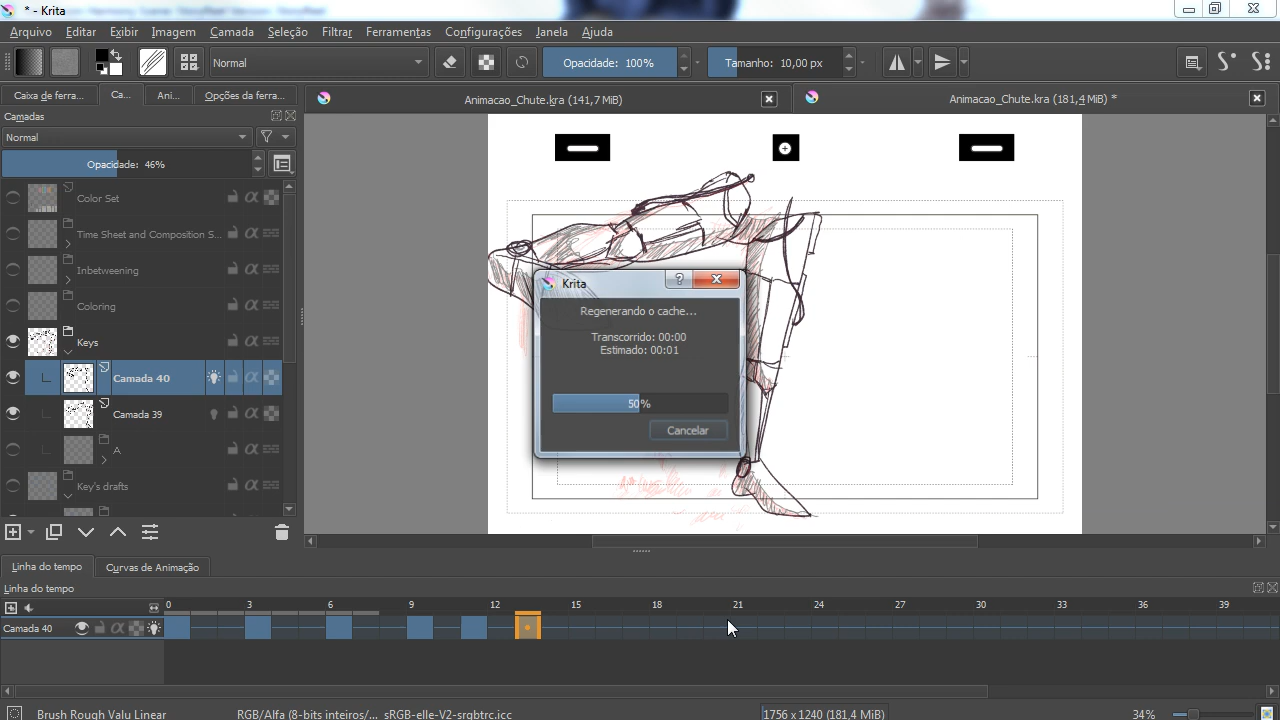 * - Krita
Arquivo Editar Exibir Imagem Camada Seleção Filtrar Ferramentas Configurações Janela Ajuda
Normal Opacidade: 100% Tamanho: 10,00 px
Caixa de ferra... Ca... Ani... Opções da ferra...
Animacao_Chute.kra (141,7 MiB)
Animacao_Chute.kra (181,4 MiB) *
Camadas
Normal
Opacidade: 46%
Color Set
Time Sheet and Composition S...
Inbetweening
Coloring
Keys
Camada 40
Camada 39
A
Key's drafts
Krita
Regenerando o cache...
Transcorrido: 00:00
Estimado: 00:01
50%
Cancelar
Linha do tempo Curvas de Animação
Linha do tempo
0 3 6 9 12 15 18 21 24 27 30 33 36 39
Camada 40
Brush Rough Valu Linear RGB/Alfa (8-bits inteiros/... sRGB-elle-V2-srgbtrc.icc 1756 x 1240 (181,4 MiB) 34%